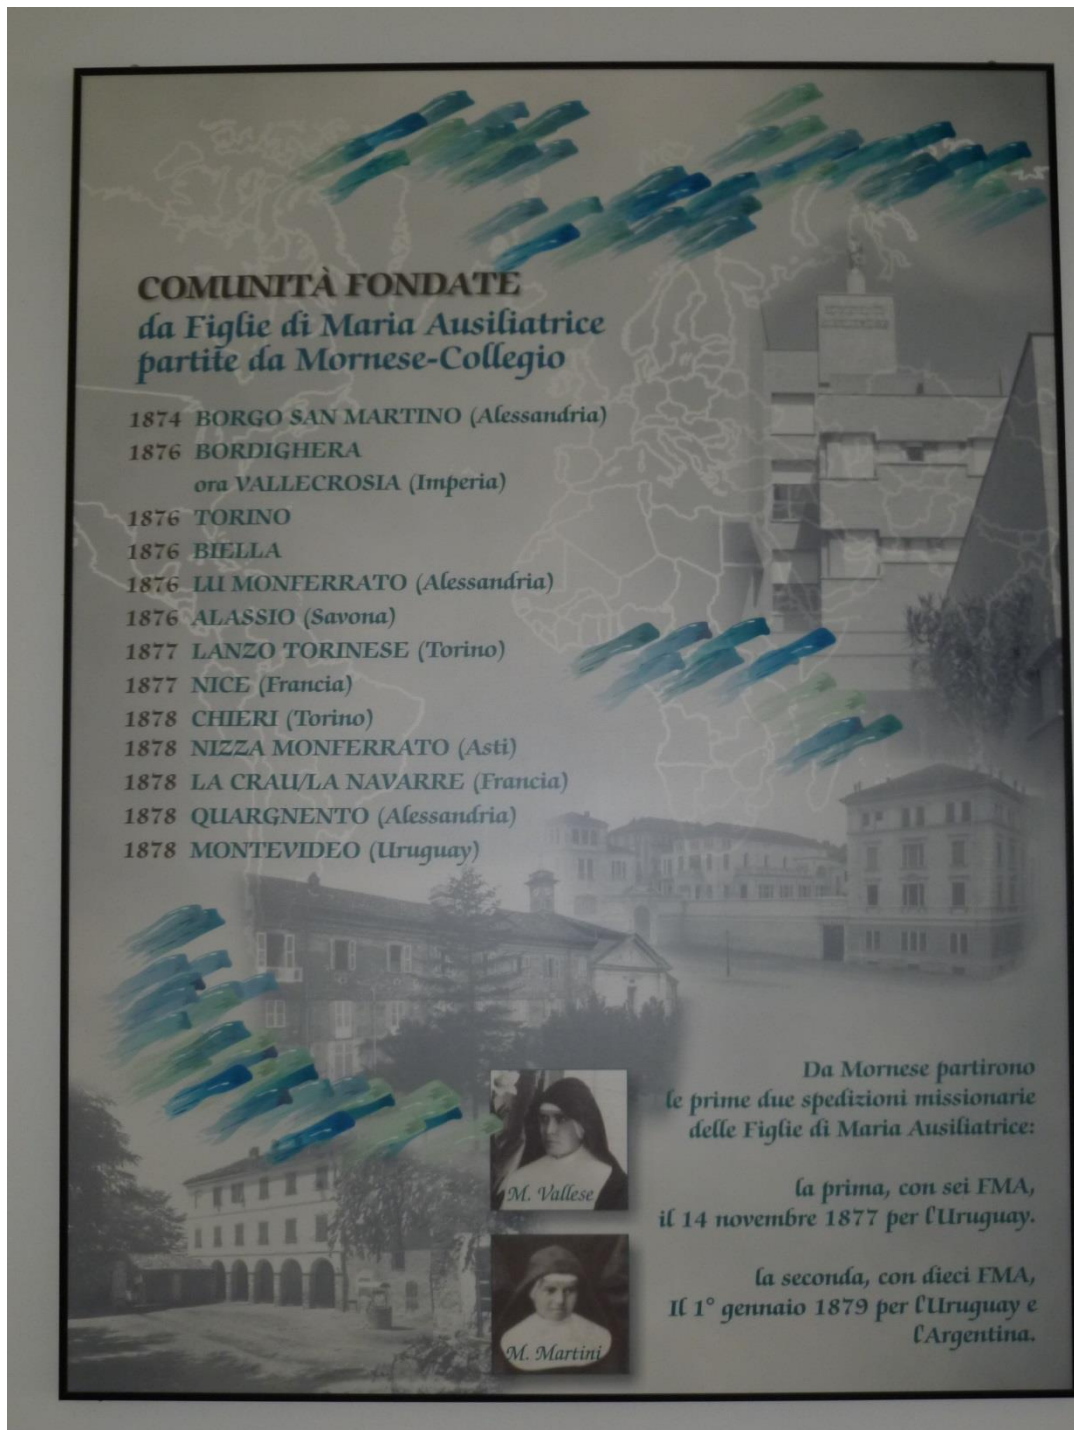 COMUNITÀ FONDATE
da Figlie di Maria Ausiliatrice
partite da Mornese-Collegio
1874 BORGO SAN MARTINO (Alessandria)
1876 BORDIGHERA
ora VALLECROSIA (Imperia)
1876 TORINO
1876 BIELLA
1876 LU MONFERRATO (Alessandria)
1876 ALASSIO (Savona)
1877 LANZO TORINESE (Torino)
1877 NICE (Francia)
1878 CHIERI (Torino)
1878 NIZZA MONFERRATO (Asti)
1878 LA CRAU/LA NAVARRE (Francia)
1878 QUARGNENTO (Alessandria)
1878 MONTEVIDEO (Uruguay)
Da Mornese partirono
le prime due spedizioni missionarie
delle Figlie di Maria Ausiliatrice:
la prima, con sei FMA,
il 14 novembre 1877 per l'Uruguay.
la seconda, con dieci FMA,
Il 1° gennaio 1879 per l'Uruguay e
l'Argentina.
M. Vallese
M. Martini